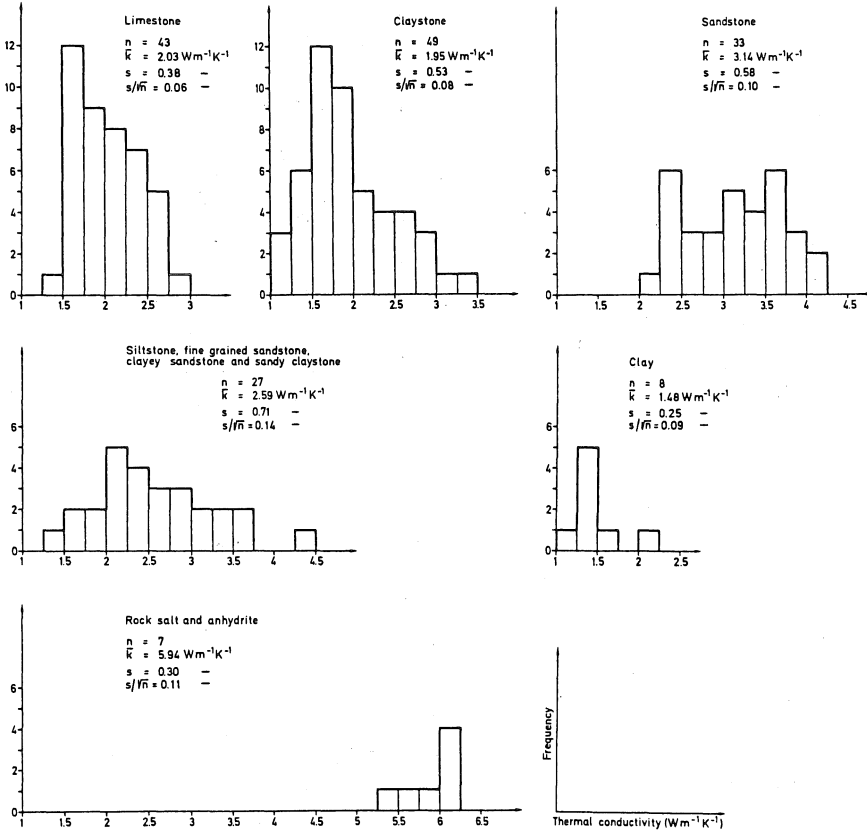 Limestone
n = 43
k̅ = 2.03 Wm⁻¹K⁻¹
s = 0.38 –
s/√n = 0.06 –
12
10
8
6
4
2
0
1 1.5 2 2.5 3
Claystone
n = 49
k̅ = 1.95 Wm⁻¹K⁻¹
s = 0.53 –
s/√n = 0.08 –
12
10
8
6
4
2
0
1 1.5 2 2.5 3 3.5
Sandstone
n = 33
k̅ = 3.14 Wm⁻¹K⁻¹
s = 0.58 –
s/√n = 0.10 –
6
4
2
0
1 1.5 2 2.5 3 3.5 4 4.5
Siltstone, fine grained sandstone,
clayey sandstone and sandy claystone
n = 27
k̅ = 2.59 Wm⁻¹K⁻¹
s = 0.71 –
s/√n = 0.14 –
6
4
2
0
1 1.5 2 2.5 3 3.5 4 4.5
Clay
n = 8
k̅ = 1.48 Wm⁻¹K⁻¹
s = 0.25 –
s/√n = 0.09 –
6
4
2
0
1 1.5 2 2.5
Rock salt and anhydrite
n = 7
k̅ = 5.94 Wm⁻¹K⁻¹
s = 0.30 –
s/√n = 0.11 –
6
4
2
0
1 1.5 2 2.5 3 3.5 4 4.5 5 5.5 6 6.5
Frequency
Thermal conductivity (Wm⁻¹K⁻¹)